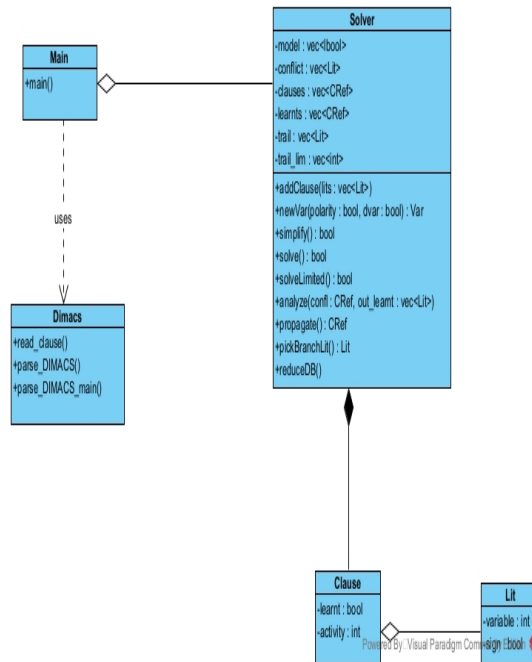 Solver
-model : vec<lbool>
-conflict : vec<Lit>
-clauses : vec<CRef>
-learnts : vec<CRef>
-trail : vec<Lit>
-trail_lim : vec<int>
+addClause(lits : vec<Lit>)
+newVar(polarity : bool, dvar : bool) : Var
+simplify() : bool
+solve() : bool
+solveLimited() : bool
+analyze(confl : CRef, out_learnt : vec<Lit>)
+propagate() : CRef
+pickBranchLit() : Lit
+reduceDB()
Main
+main()
uses
Dimacs
+read_clause()
+parse_DIMACS()
+parse_DIMACS_main()
Clause
-learnt : bool
-activity : int
Lit
-variable : int
-sign : bool
Powered By: Visual Paradigm Community Edition